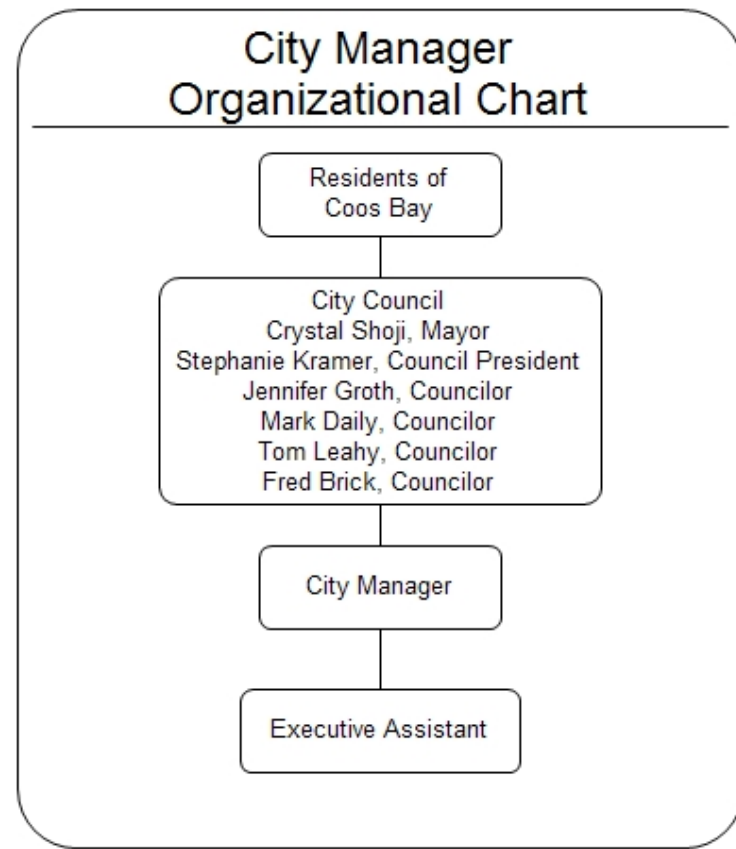 City Manager
Organizational Chart
Residents of
Coos Bay
City Council
Crystal Shoji, Mayor
Stephanie Kramer, Council President
Jennifer Groth, Councilor
Mark Daily, Councilor
Tom Leahy, Councilor
Fred Brick, Councilor
City Manager
Executive Assistant